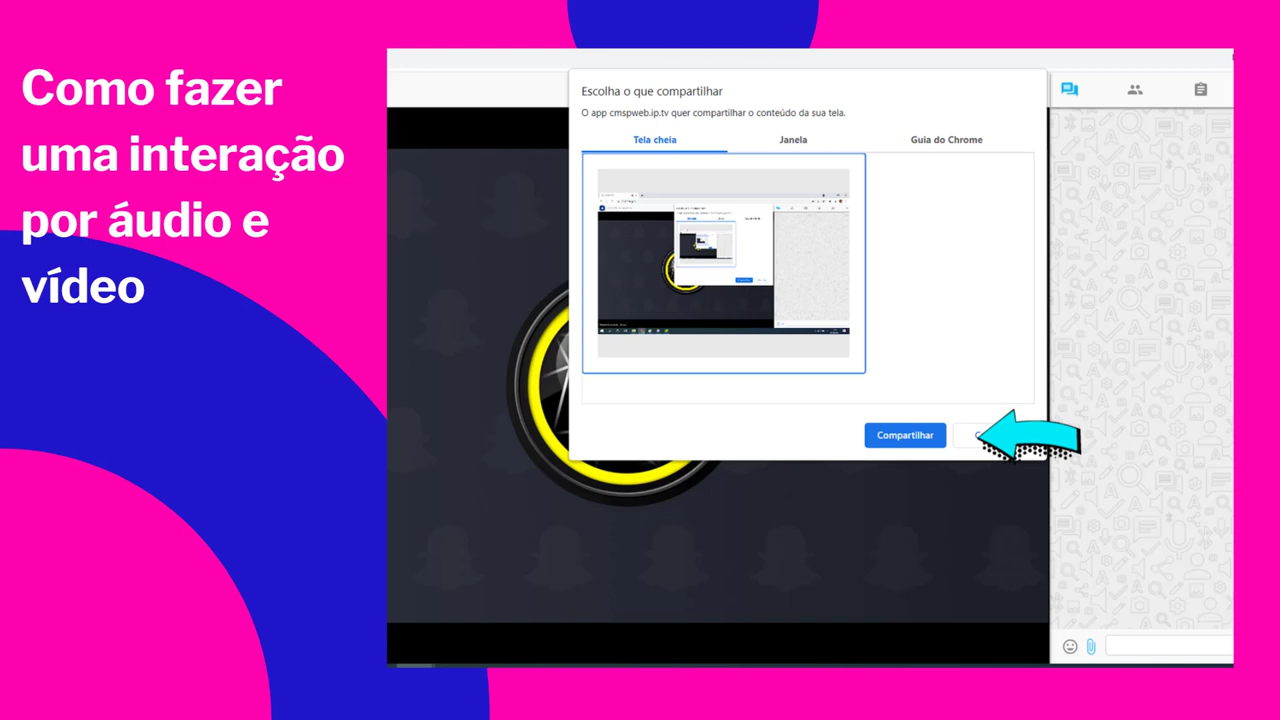 Como fazer
uma interação
por áudio e
vídeo
Escolha o que compartilhar
O app cmspweb.ip.tv quer compartilhar o conteúdo da sua tela.
Tela cheia
Janela
Guia do Chrome
Compartilhar